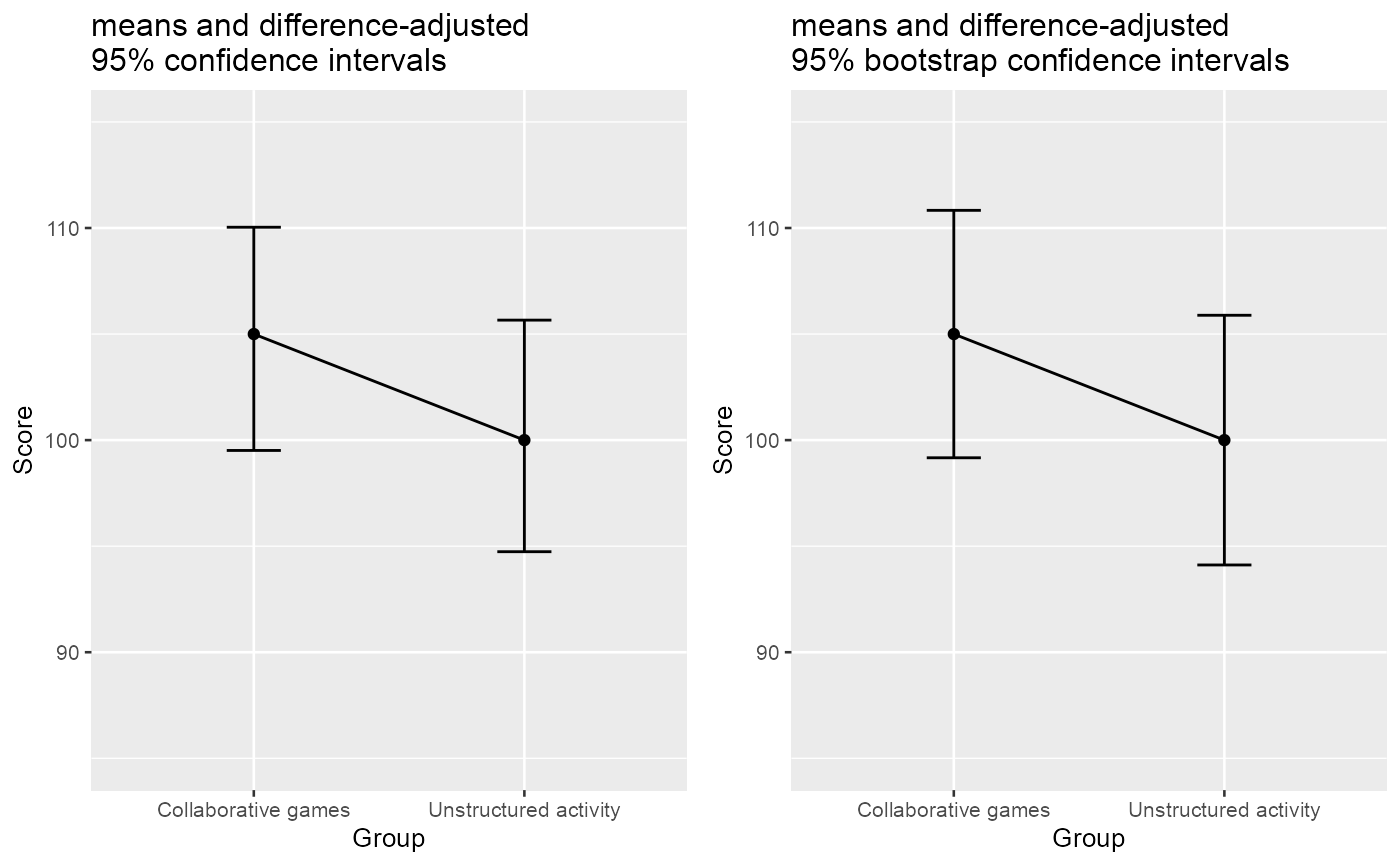 means and difference-adjusted
95% confidence intervals
110
100
90
Score
Collaborative games
Unstructured activity
Group
means and difference-adjusted
95% bootstrap confidence intervals
110
100
90
Score
Collaborative games
Unstructured activity
Group